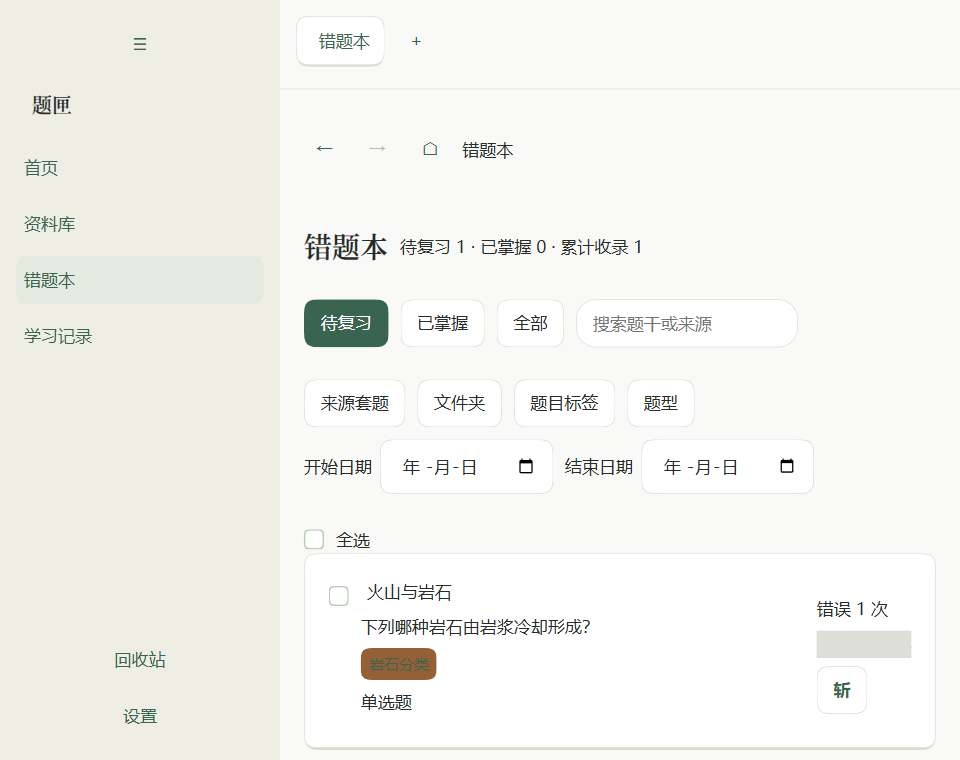 ☰
题匣
首页
资料库
错题本
学习记录
回收站
设置
错题本 +
← → 错题本
错题本 待复习 1 · 已掌握 0 · 累计收录 1
待复习 已掌握 全部 搜索题干或来源
来源套题 文件夹 题目标签 题型
开始日期 年 -月-日 结束日期 年 -月-日
全选
火山与岩石
下列哪种岩石由岩浆冷却形成?
岩石分类
单选题
错误 1 次
斩